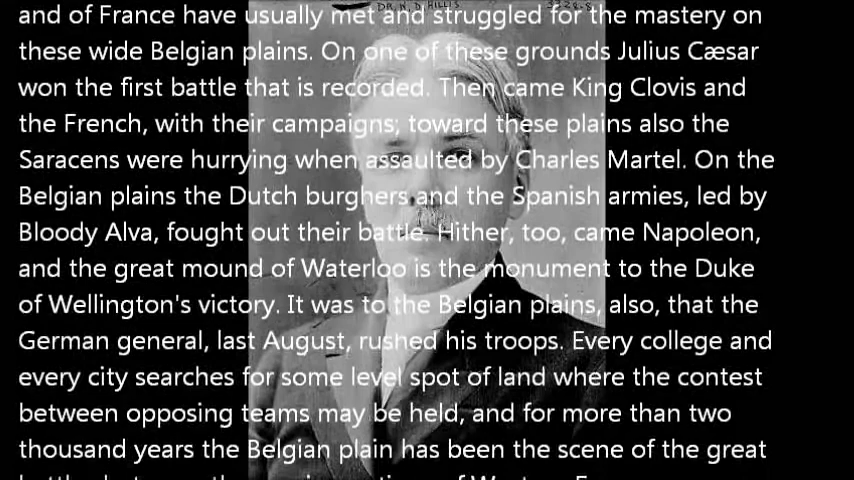 DR. N. D. HILLIS 3328-8
and of France have usually met and struggled for the mastery on
these wide Belgian plains. On one of these grounds Julius Cæsar
won the first battle that is recorded. Then came King Clovis and
the French, with their campaigns; toward these plains also the
Saracens were hurrying when assaulted by Charles Martel. On the
Belgian plains the Dutch burghers and the Spanish armies, led by
Bloody Alva, fought out their battle. Hither, too, came Napoleon,
and the great mound of Waterloo is the monument to the Duke
of Wellington's victory. It was to the Belgian plains, also, that the
German general, last August, rushed his troops. Every college and
every city searches for some level spot of land where the contest
between opposing teams may be held, and for more than two
thousand years the Belgian plain has been the scene of the great